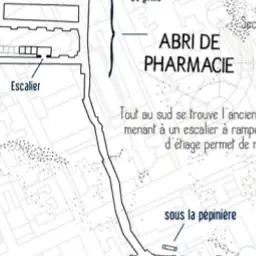 ABRI DE
PHARMACIE
Escalier
Tout au sud se trouve l'ancien
menant à un escalier à rampe
d'étage permet de
sous la pépinière